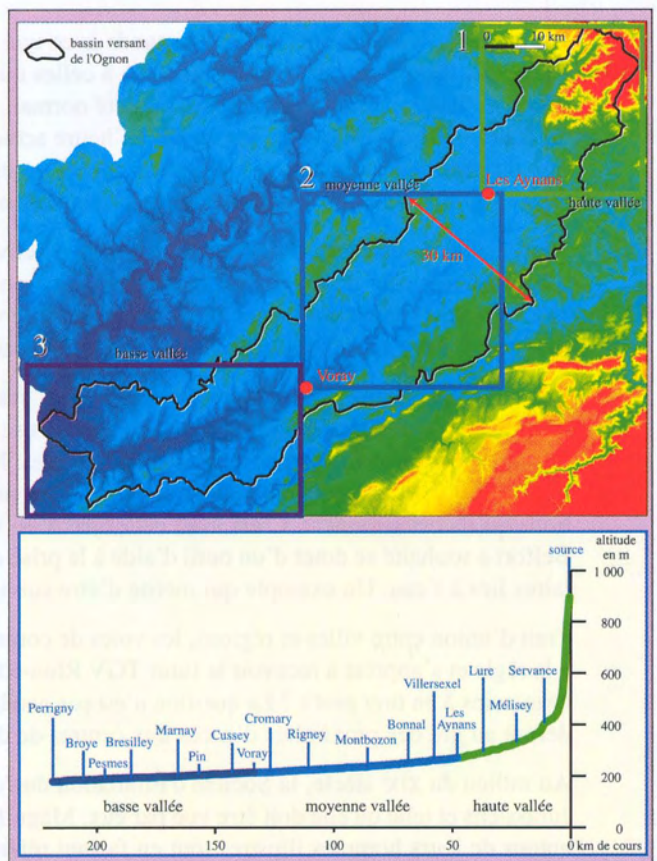 bassin versant
de l'Ognon
1
0 10 km
2
moyenne vallée
Les Aynans
haute vallée
30 km
3
basse vallée
Voray
source
altitude
en m
1 000
800
600
400
200
0
Perrigny
Broye
Pesmes
Bresilley
Marnay
Pin
Cussey
Voray
Cromary
Rigney
Montbozon
Bonnal
Villersexel
Les
Aynans
Lure
Mélisey
Servance
basse vallée
moyenne vallée
haute vallée
200
150
100
50
0 km de cours